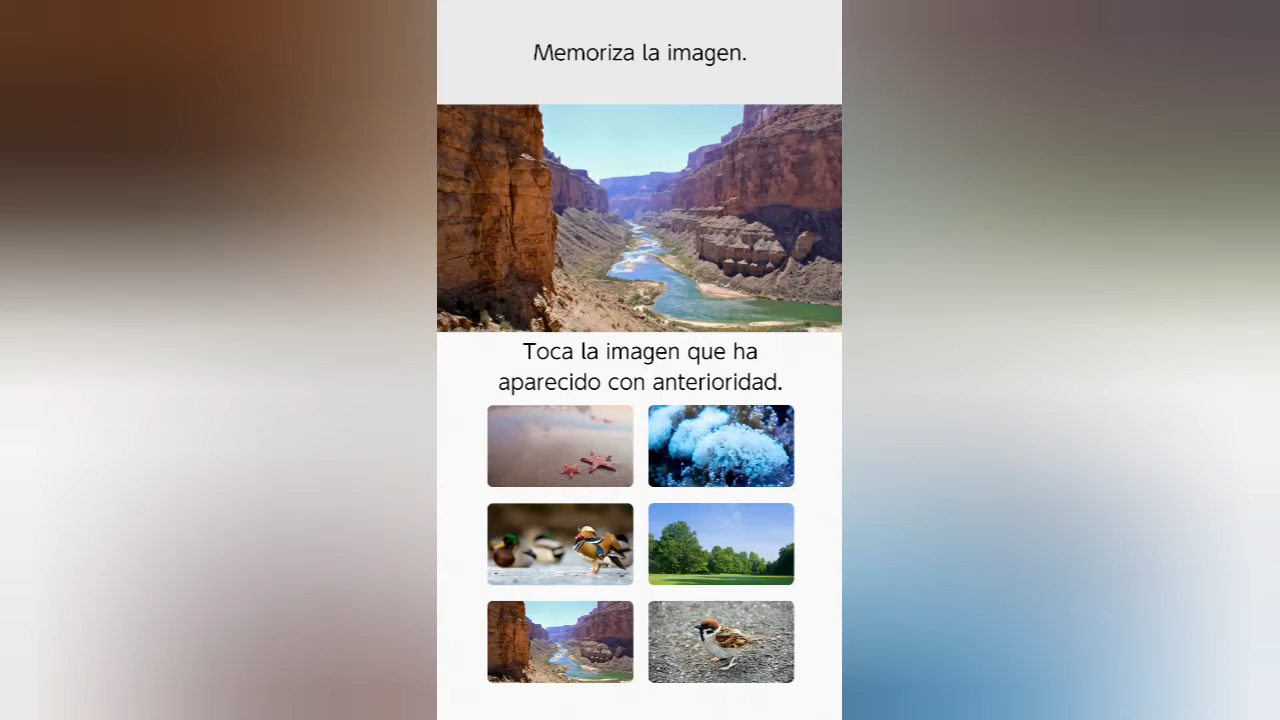 Memoriza la imagen.
Toca la imagen que ha
aparecido con anterioridad.